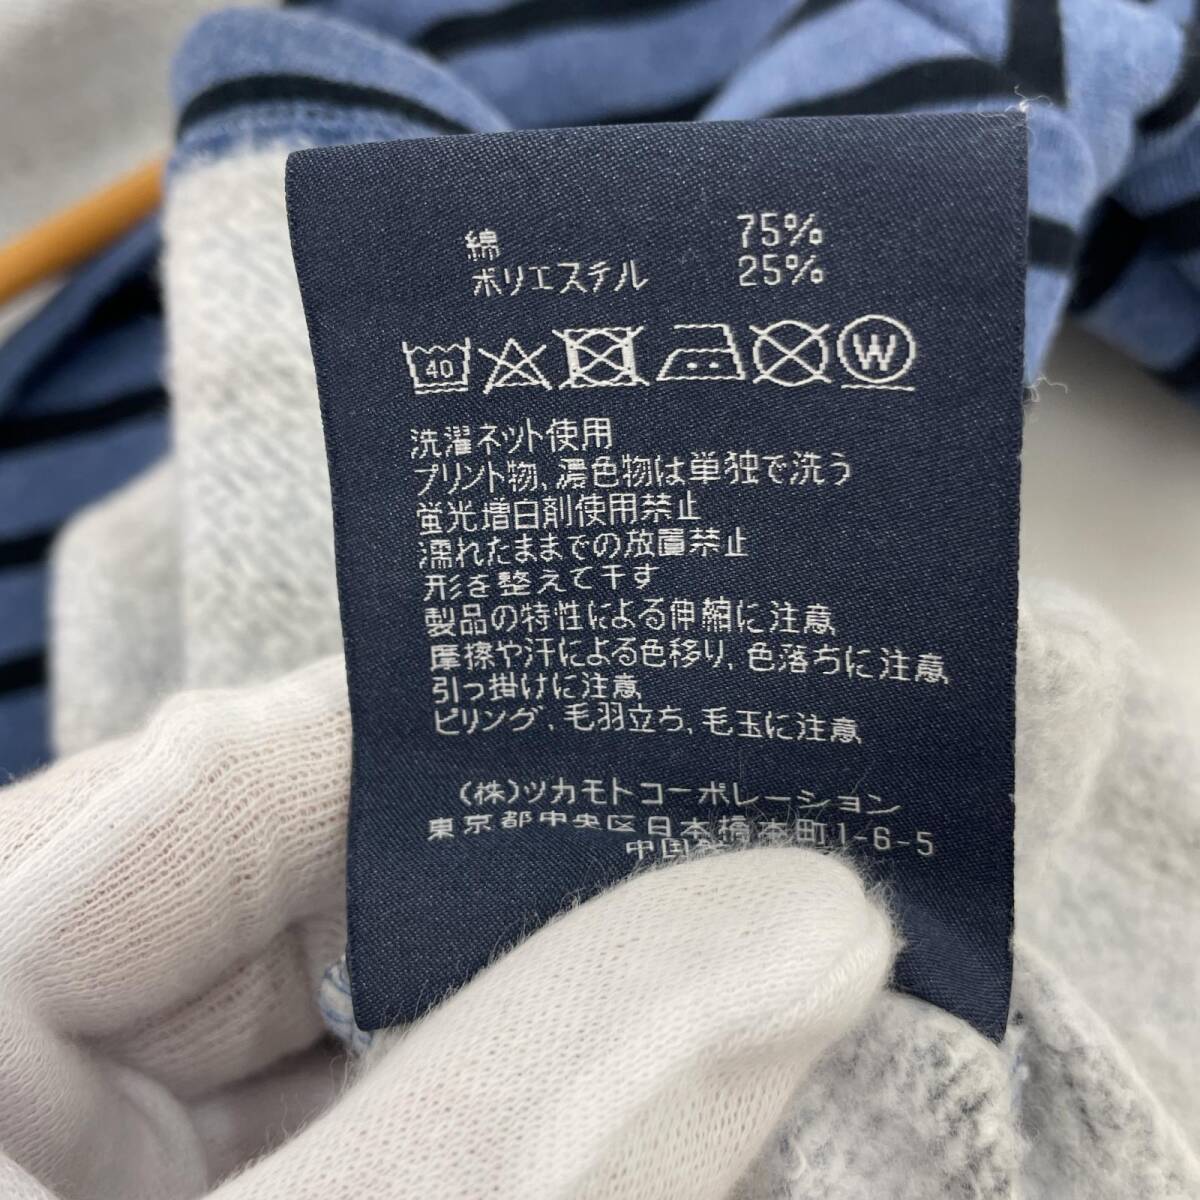 綿 75%
ポリエステル 25%
40 W
洗濯ネット使用
プリント物、濃色物は単独で洗う
蛍光増白剤使用禁止
濡れたままでの放置禁止
形を整えて干す
製品の特性による伸縮に注意
摩擦や汗による色移り、色落ちに注意
引っ掛けに注意
ピリング、毛羽立ち、毛玉に注意
(株)ツカモトコーポレーション
東京都中央区日本橋本町1-6-5
中国